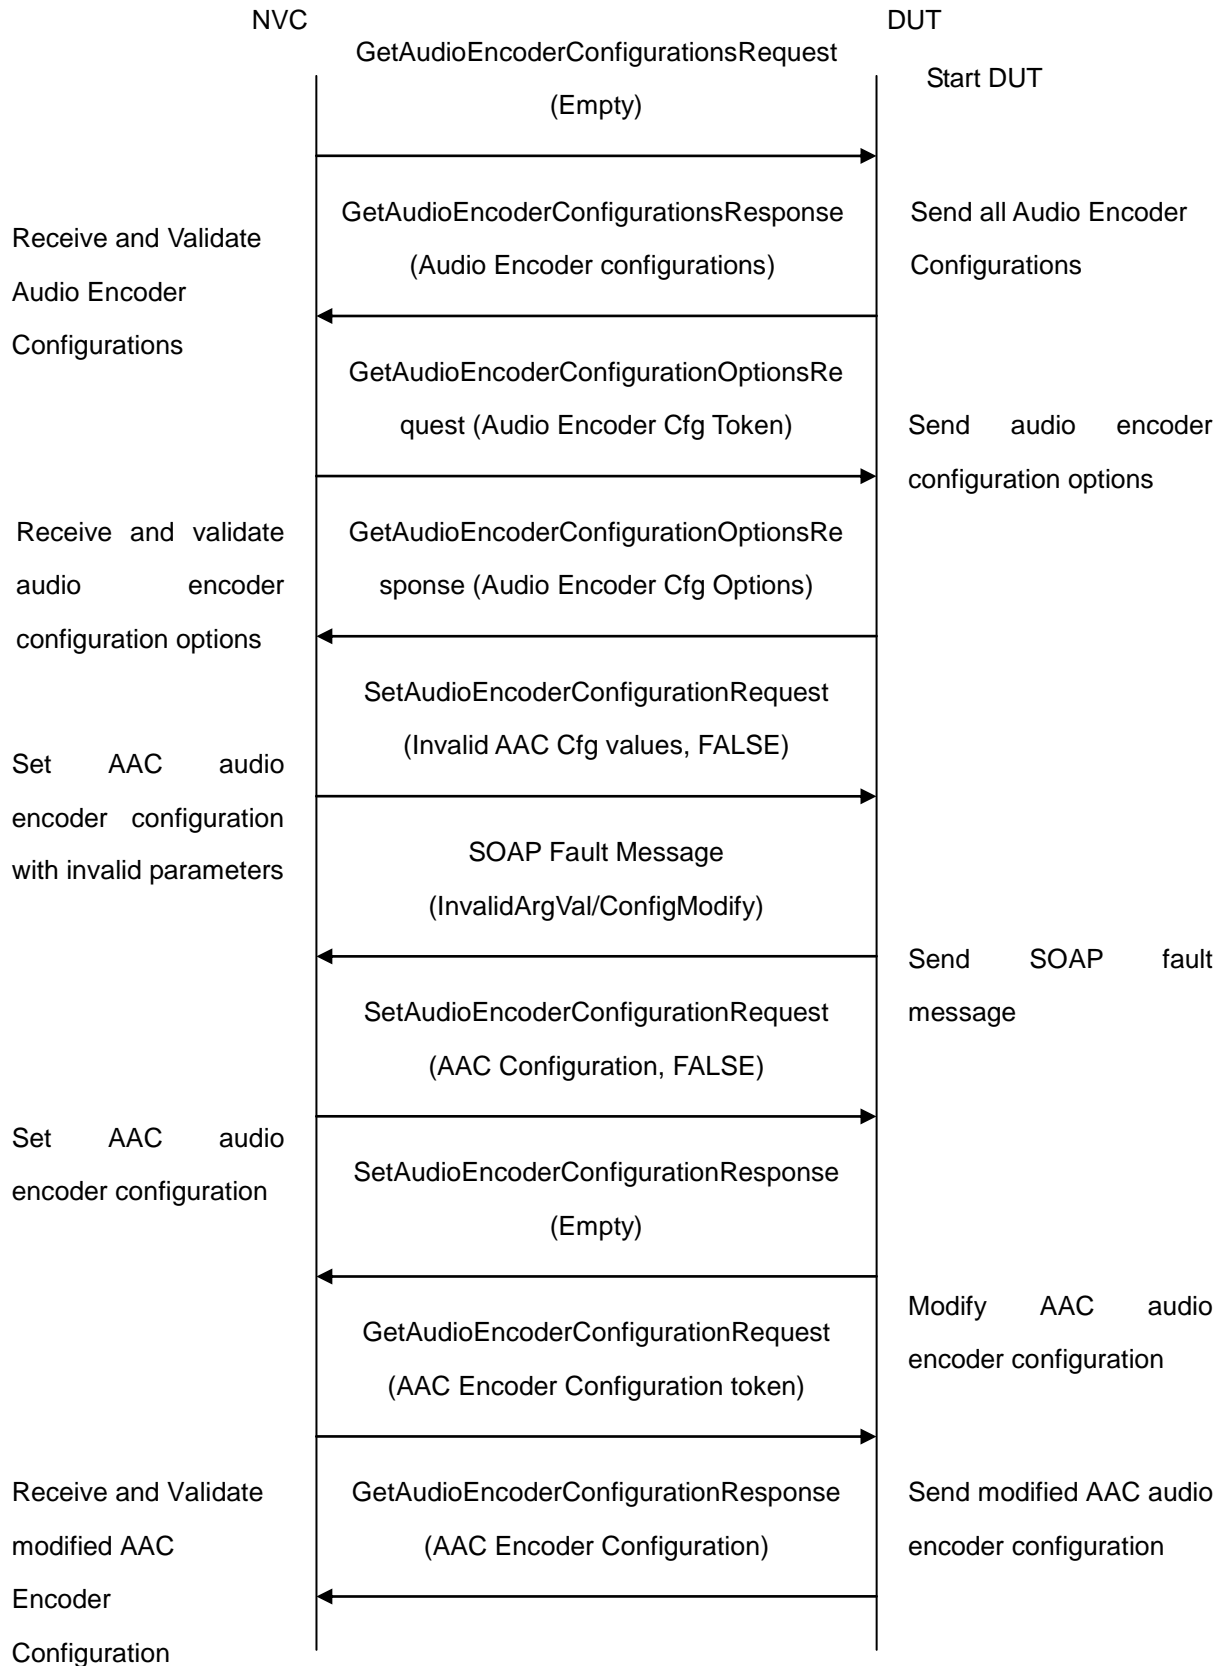 NVC
DUT
GetAudioEncoderConfigurationsRequest
(Empty)
Start DUT
GetAudioEncoderConfigurationsResponse
(Audio Encoder configurations)
Send all Audio Encoder
Configurations
Receive and Validate
Audio Encoder
Configurations
GetAudioEncoderConfigurationOptionsRe
quest (Audio Encoder Cfg Token)
Send audio encoder
configuration options
Receive and validate
audio encoder
configuration options
GetAudioEncoderConfigurationOptionsRe
sponse (Audio Encoder Cfg Options)
SetAudioEncoderConfigurationRequest
(Invalid AAC Cfg values, FALSE)
Set AAC audio
encoder configuration
with invalid parameters
SOAP Fault Message
(InvalidArgVal/ConfigModify)
Send SOAP fault
message
SetAudioEncoderConfigurationRequest
(AAC Configuration, FALSE)
Set AAC audio
encoder configuration
SetAudioEncoderConfigurationResponse
(Empty)
Modify AAC audio
encoder configuration
GetAudioEncoderConfigurationRequest
(AAC Encoder Configuration token)
Receive and Validate
modified AAC
Encoder
Configuration
GetAudioEncoderConfigurationResponse
(AAC Encoder Configuration)
Send modified AAC audio
encoder configuration